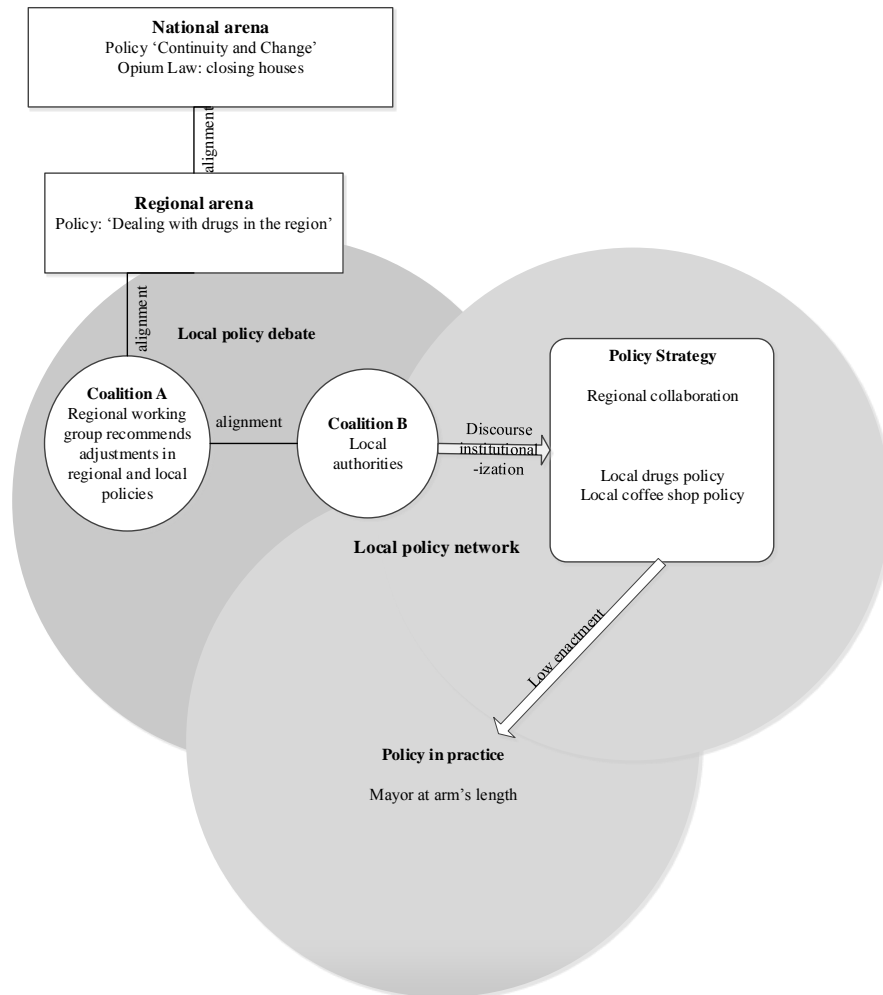 National arena
Policy ‘Continuity and Change’
Opium Law: closing houses
alignment
Regional arena
Policy: ‘Dealing with drugs in the region’
alignment
Local policy debate
Coalition A
Regional working
group recommends
adjustments in
regional and local
policies
alignment
Coalition B
Local
authorities
Discourse
institutional
-ization
Policy Strategy
Regional collaboration
Local drugs policy
Local coffee shop policy
Local policy network
Low enactment
Policy in practice
Mayor at arm’s length